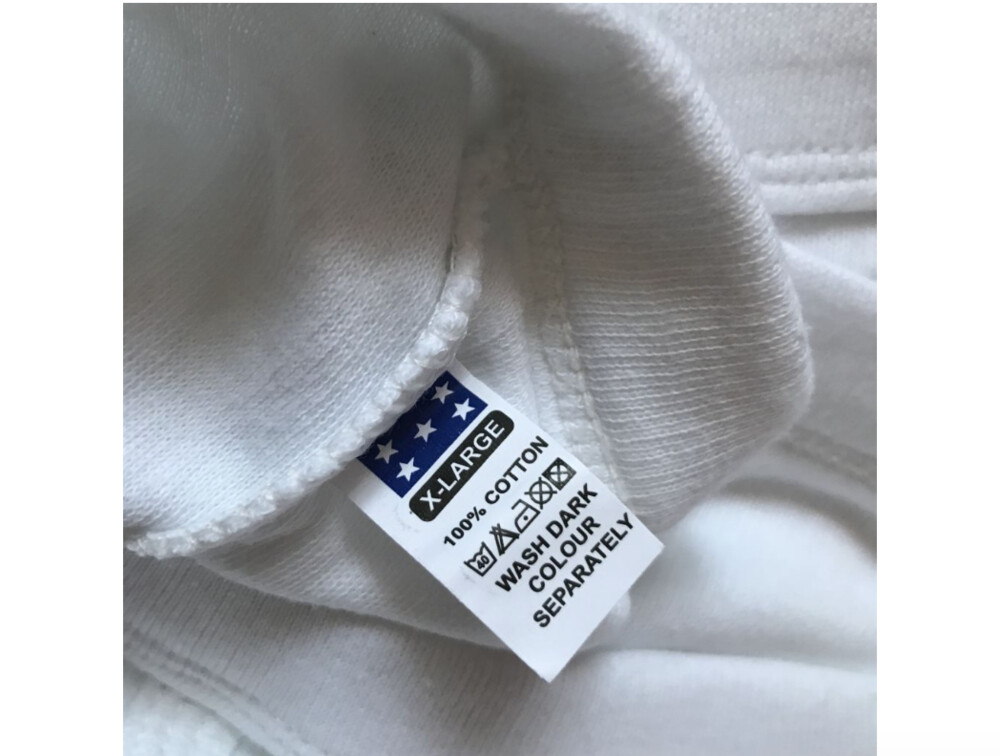 X-LARGE
100% COTTON
40
WASH DARK
COLOUR
SEPARATELY